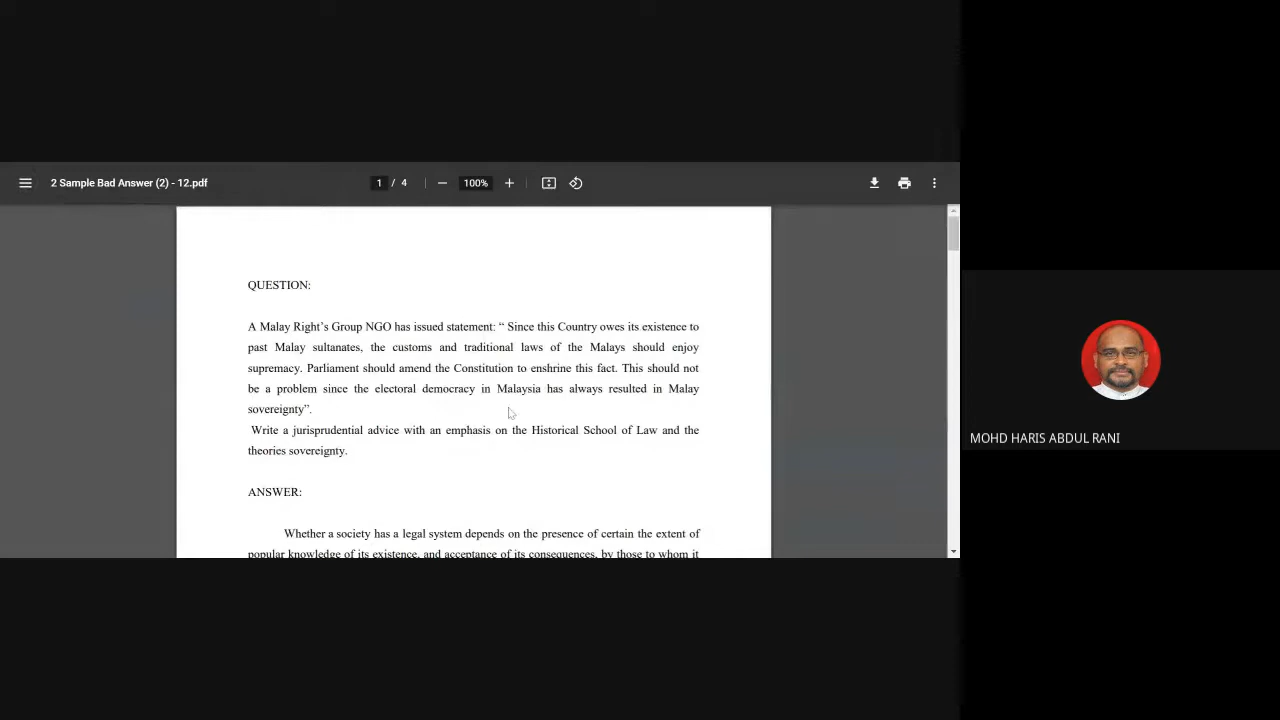 2 Sample Bad Answer (2) - 12.pdf
1 / 4
100%
QUESTION:
A Malay Right’s Group NGO has issued statement: “ Since this Country owes its existence to
past Malay sultanates, the customs and traditional laws of the Malays should enjoy
supremacy. Parliament should amend the Constitution to enshrine this fact. This should not
be a problem since the electoral democracy in Malaysia has always resulted in Malay
sovereignty”.
Write a jurisprudential advice with an emphasis on the Historical School of Law and the
theories sovereignty.
ANSWER:
Whether a society has a legal system depends on the presence of certain the extent of
popular knowledge of its existence, and acceptance of its consequences, by those to whom it
MOHD HARIS ABDUL RANI